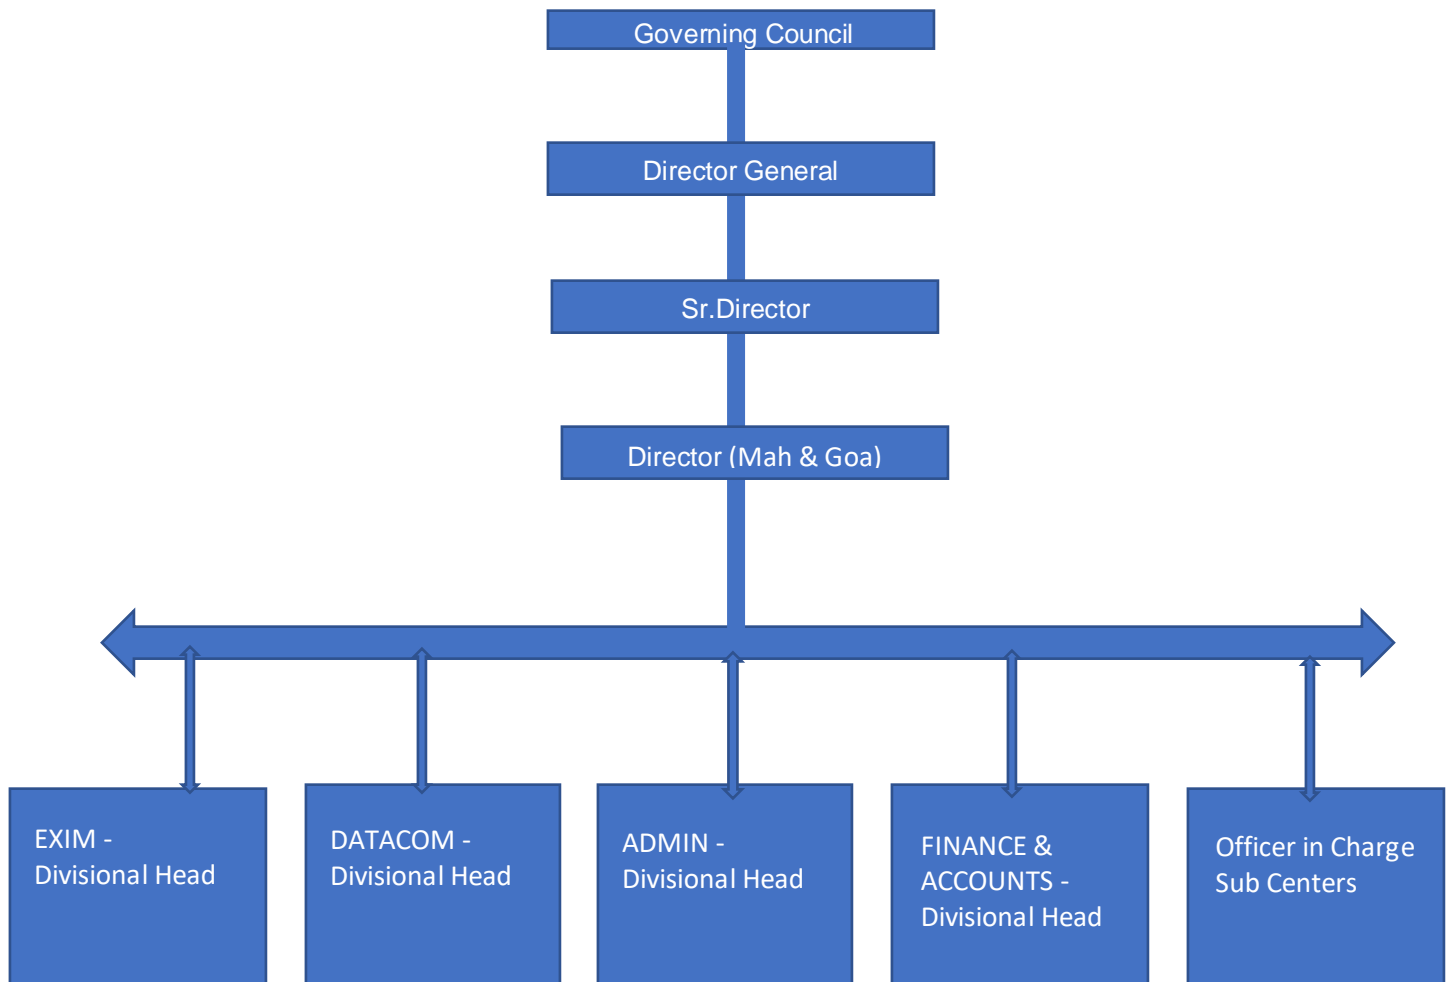 Governing Council
Director General
Sr.Director
Director (Mah & Goa)
EXIM -
Divisional Head
DATACOM -
Divisional Head
ADMIN -
Divisional Head
FINANCE &
ACCOUNTS -
Divisional Head
Officer in Charge
Sub Centers